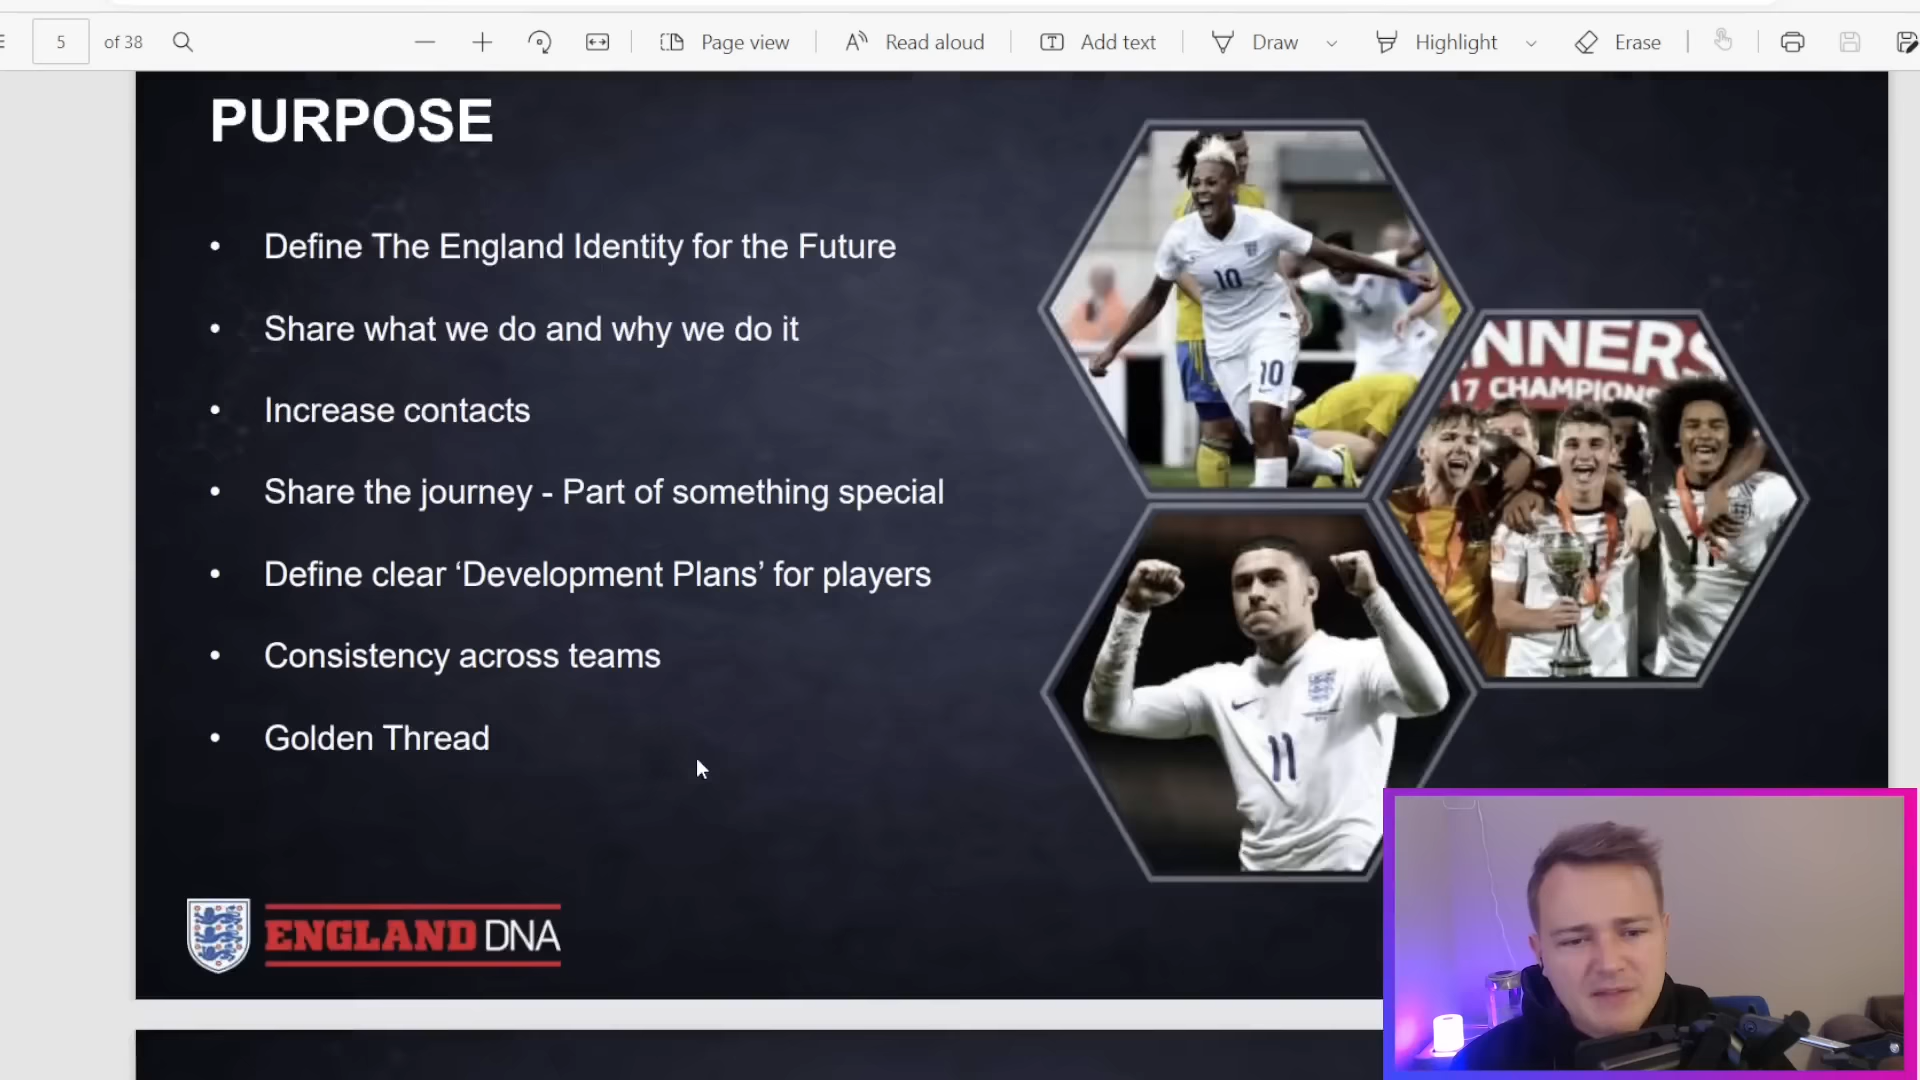 5 of 38 Page view Read aloud Add text Draw Highlight Erase
PURPOSE
• Define The England Identity for the Future
• Share what we do and why we do it
• Increase contacts
• Share the journey - Part of something special
• Define clear ‘Development Plans’ for players
• Consistency across teams
• Golden Thread
10
10
NNERS
17 CHAMPIONS
11
ENGLAND DNA